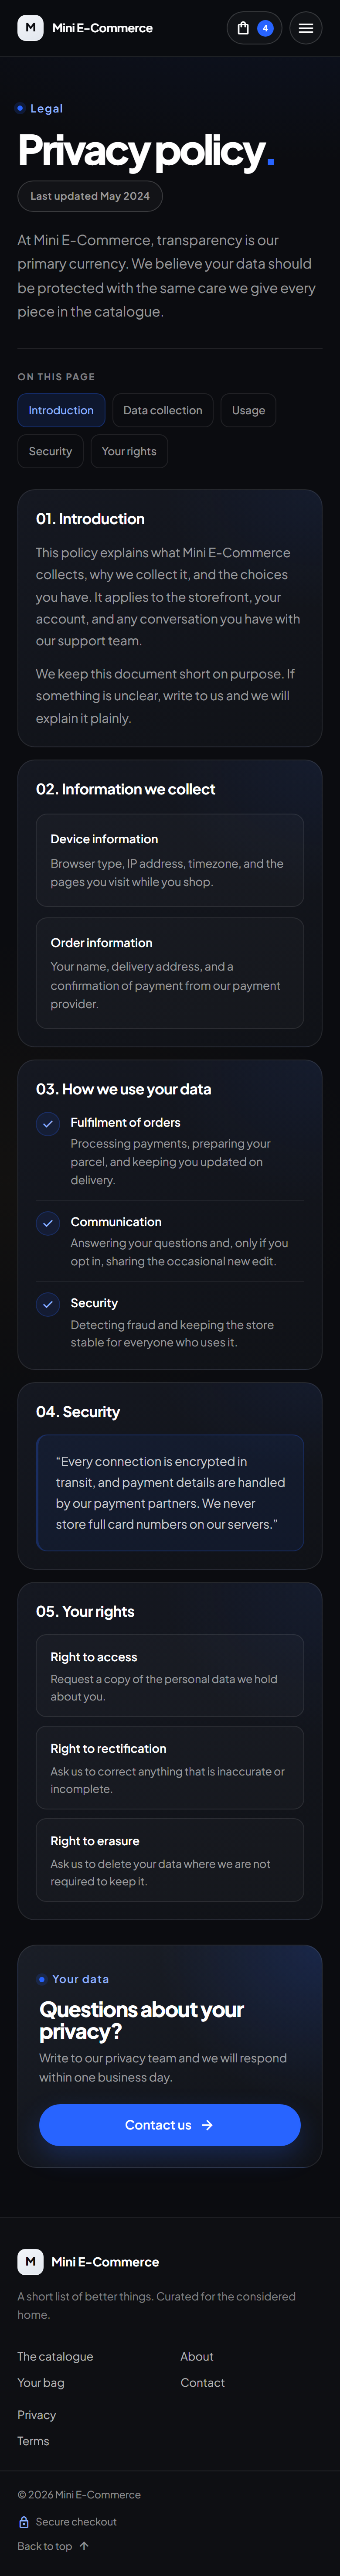 M
Mini E-Commerce
4
Legal
Privacy policy.
Last updated May 2024
At Mini E-Commerce, transparency is our
primary currency. We believe your data should
be protected with the same care we give every
piece in the catalogue.
ON THIS PAGE
Introduction
Data collection
Usage
Security
Your rights
01. Introduction
This policy explains what Mini E-Commerce
collects, why we collect it, and the choices
you have. It applies to the storefront, your
account, and any conversation you have with
our support team.
We keep this document short on purpose. If
something is unclear, write to us and we will
explain it plainly.
02. Information we collect
Device information
Browser type, IP address, timezone, and the
pages you visit while you shop.
Order information
Your name, delivery address, and a
confirmation of payment from our payment
provider.
03. How we use your data
Fulfilment of orders
Processing payments, preparing your
parcel, and keeping you updated on
delivery.
Communication
Answering your questions and, only if you
opt in, sharing the occasional new edit.
Security
Detecting fraud and keeping the store
stable for everyone who uses it.
04. Security
“Every connection is encrypted in
transit, and payment details are handled
by our payment partners. We never
store full card numbers on our servers.”
05. Your rights
Right to access
Request a copy of the personal data we hold
about you.
Right to rectification
Ask us to correct anything that is inaccurate or
incomplete.
Right to erasure
Ask us to delete your data where we are not
required to keep it.
Your data
Questions about your
privacy?
Write to our privacy team and we will respond
within one business day.
Contact us
M
Mini E-Commerce
A short list of better things. Curated for the considered
home.
The catalogue
About
Your bag
Contact
Privacy
Terms
© 2026 Mini E-Commerce
Secure checkout
Back to top